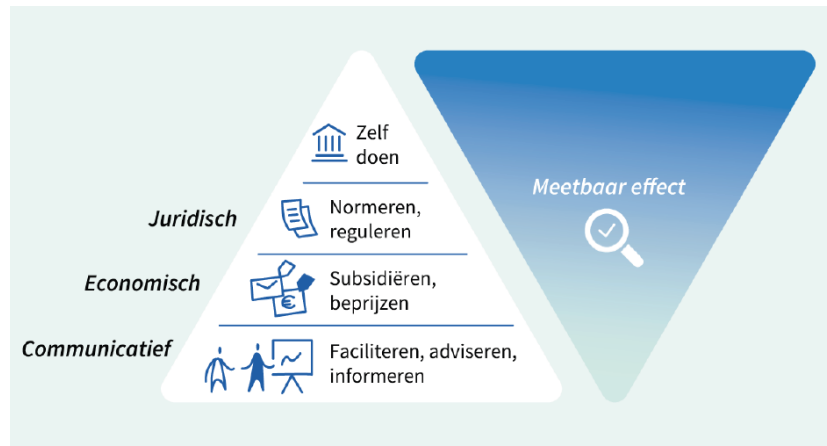 Zelf
doen
Juridisch
Normeren,
reguleren
Economisch
Subsidiëren,
beprijzen
€
Communicatief
Faciliteren, adviseren,
informeren
Meetbaar effect